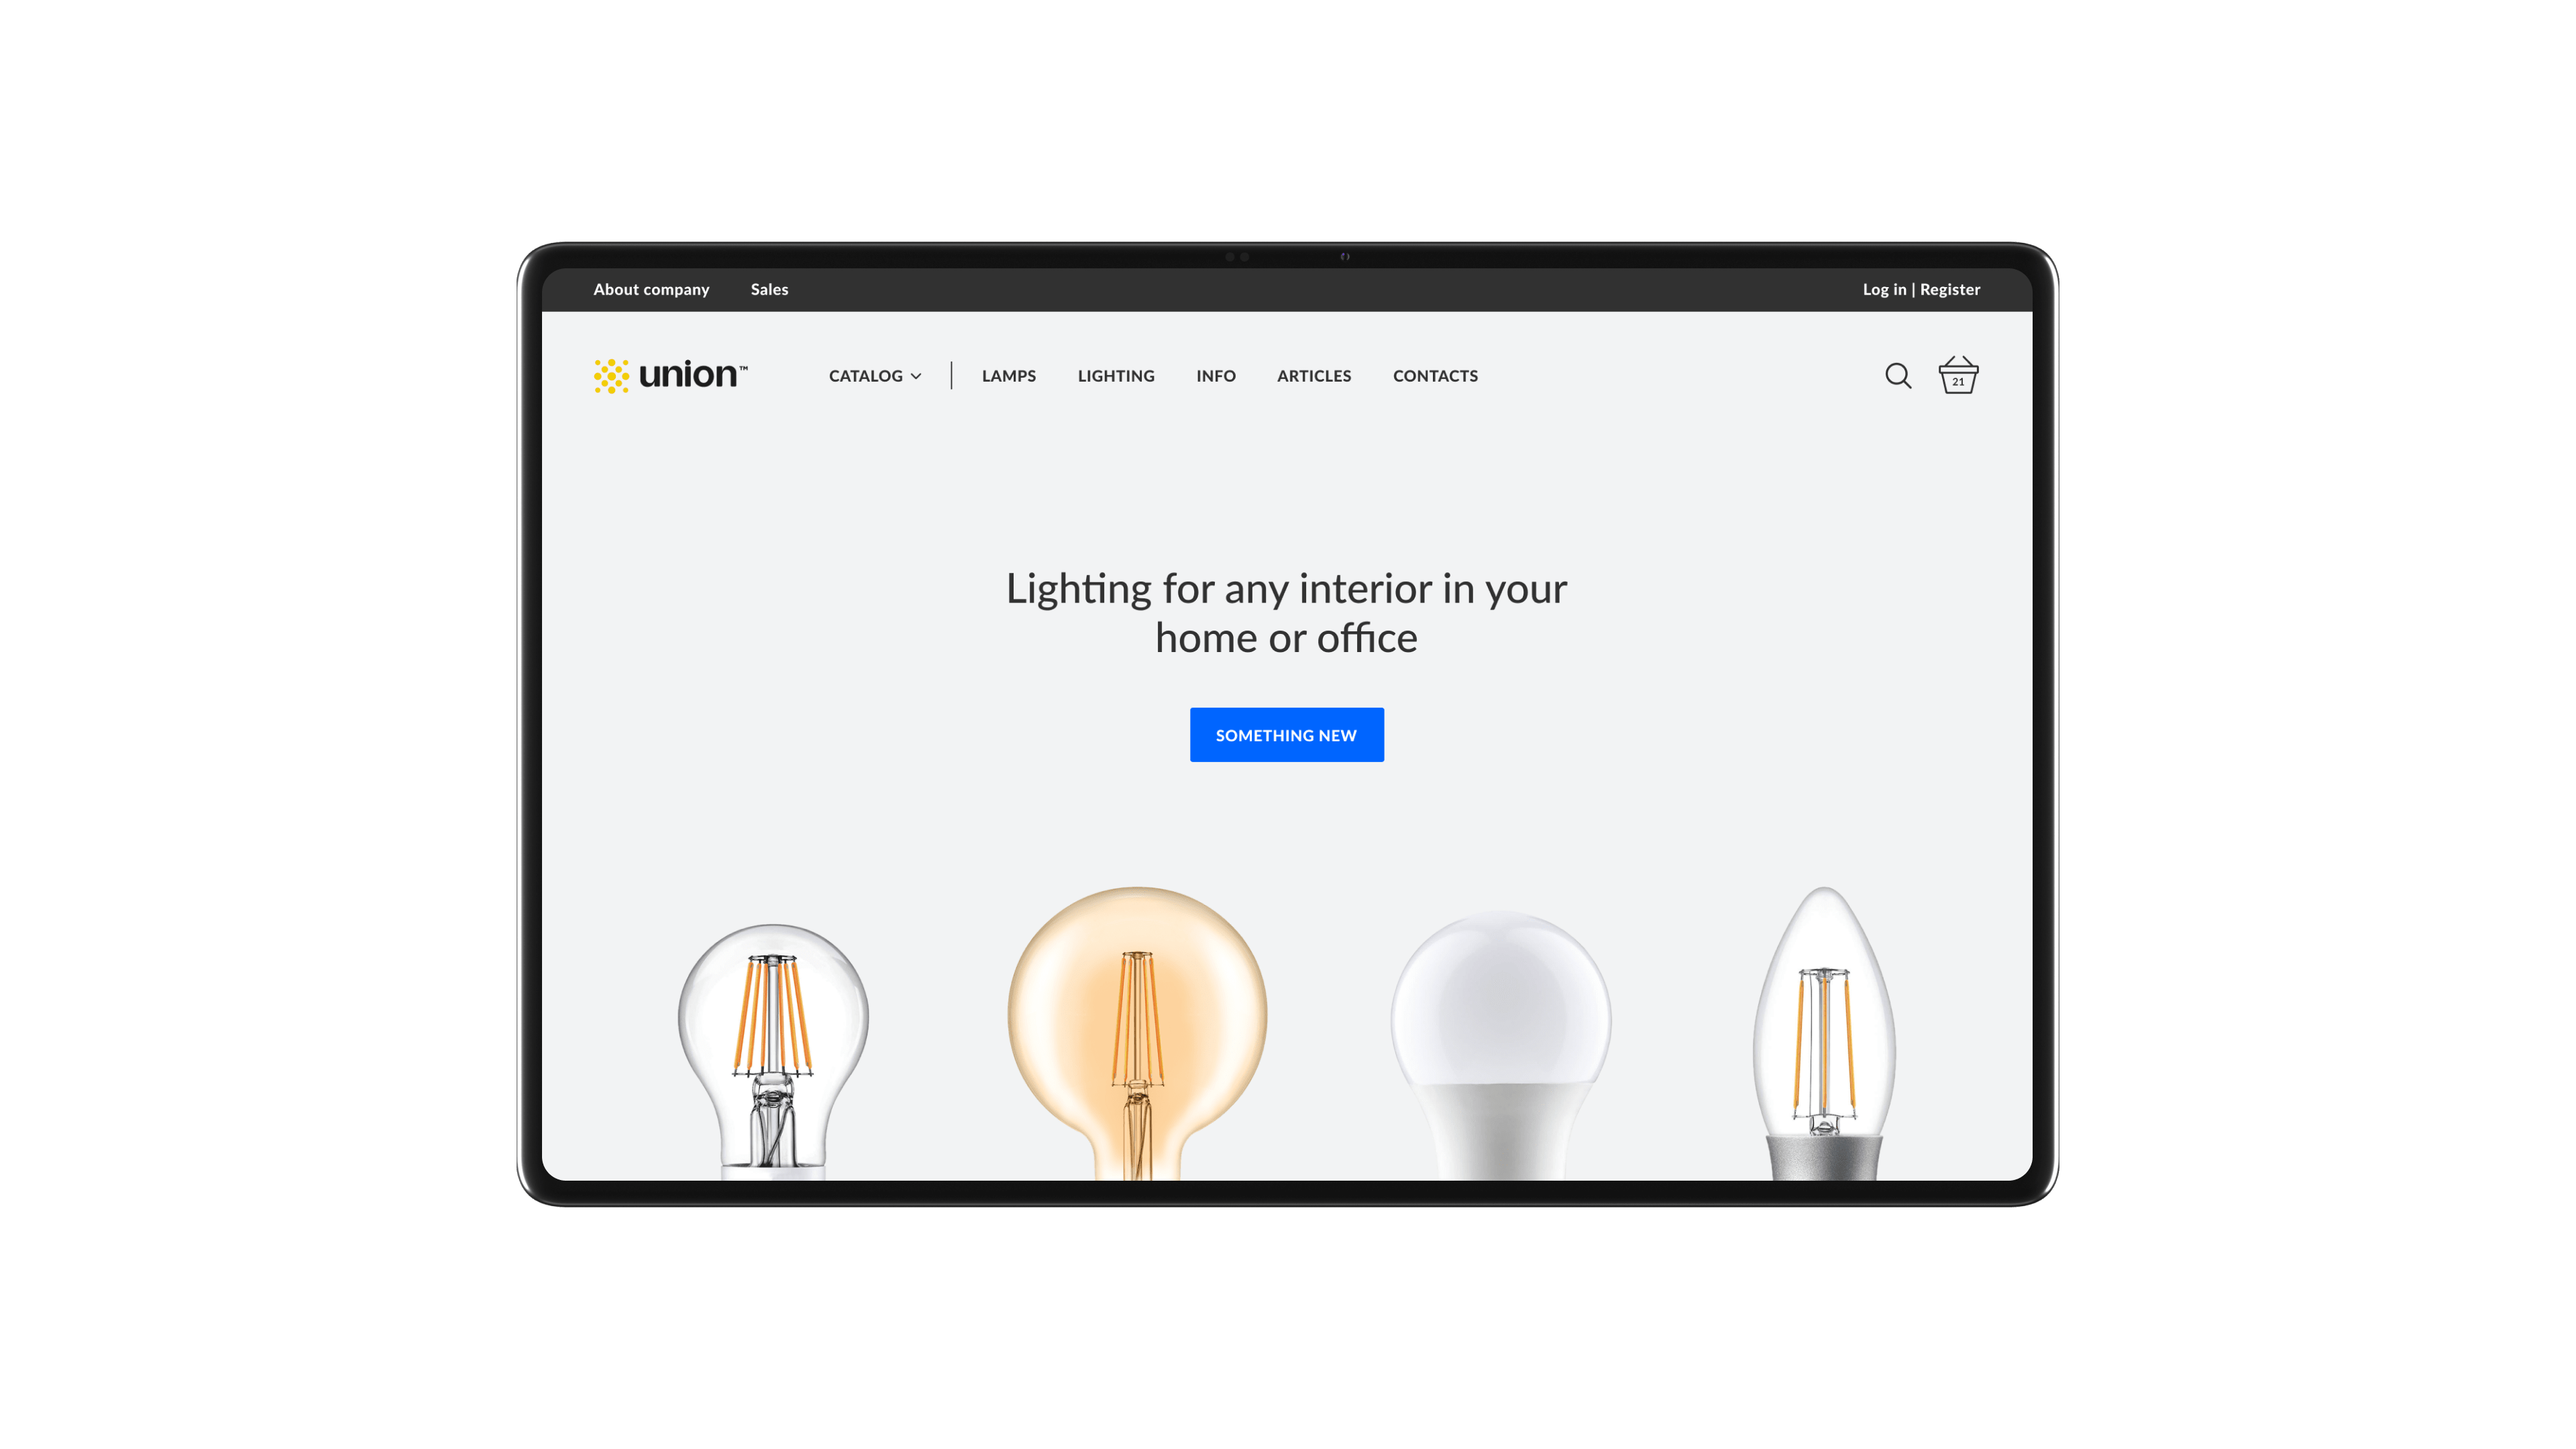 About company Sales Log in | Register
union™ CATALOG LAMPS LIGHTING INFO ARTICLES CONTACTS 21
Lighting for any interior in your
home or office
SOMETHING NEW